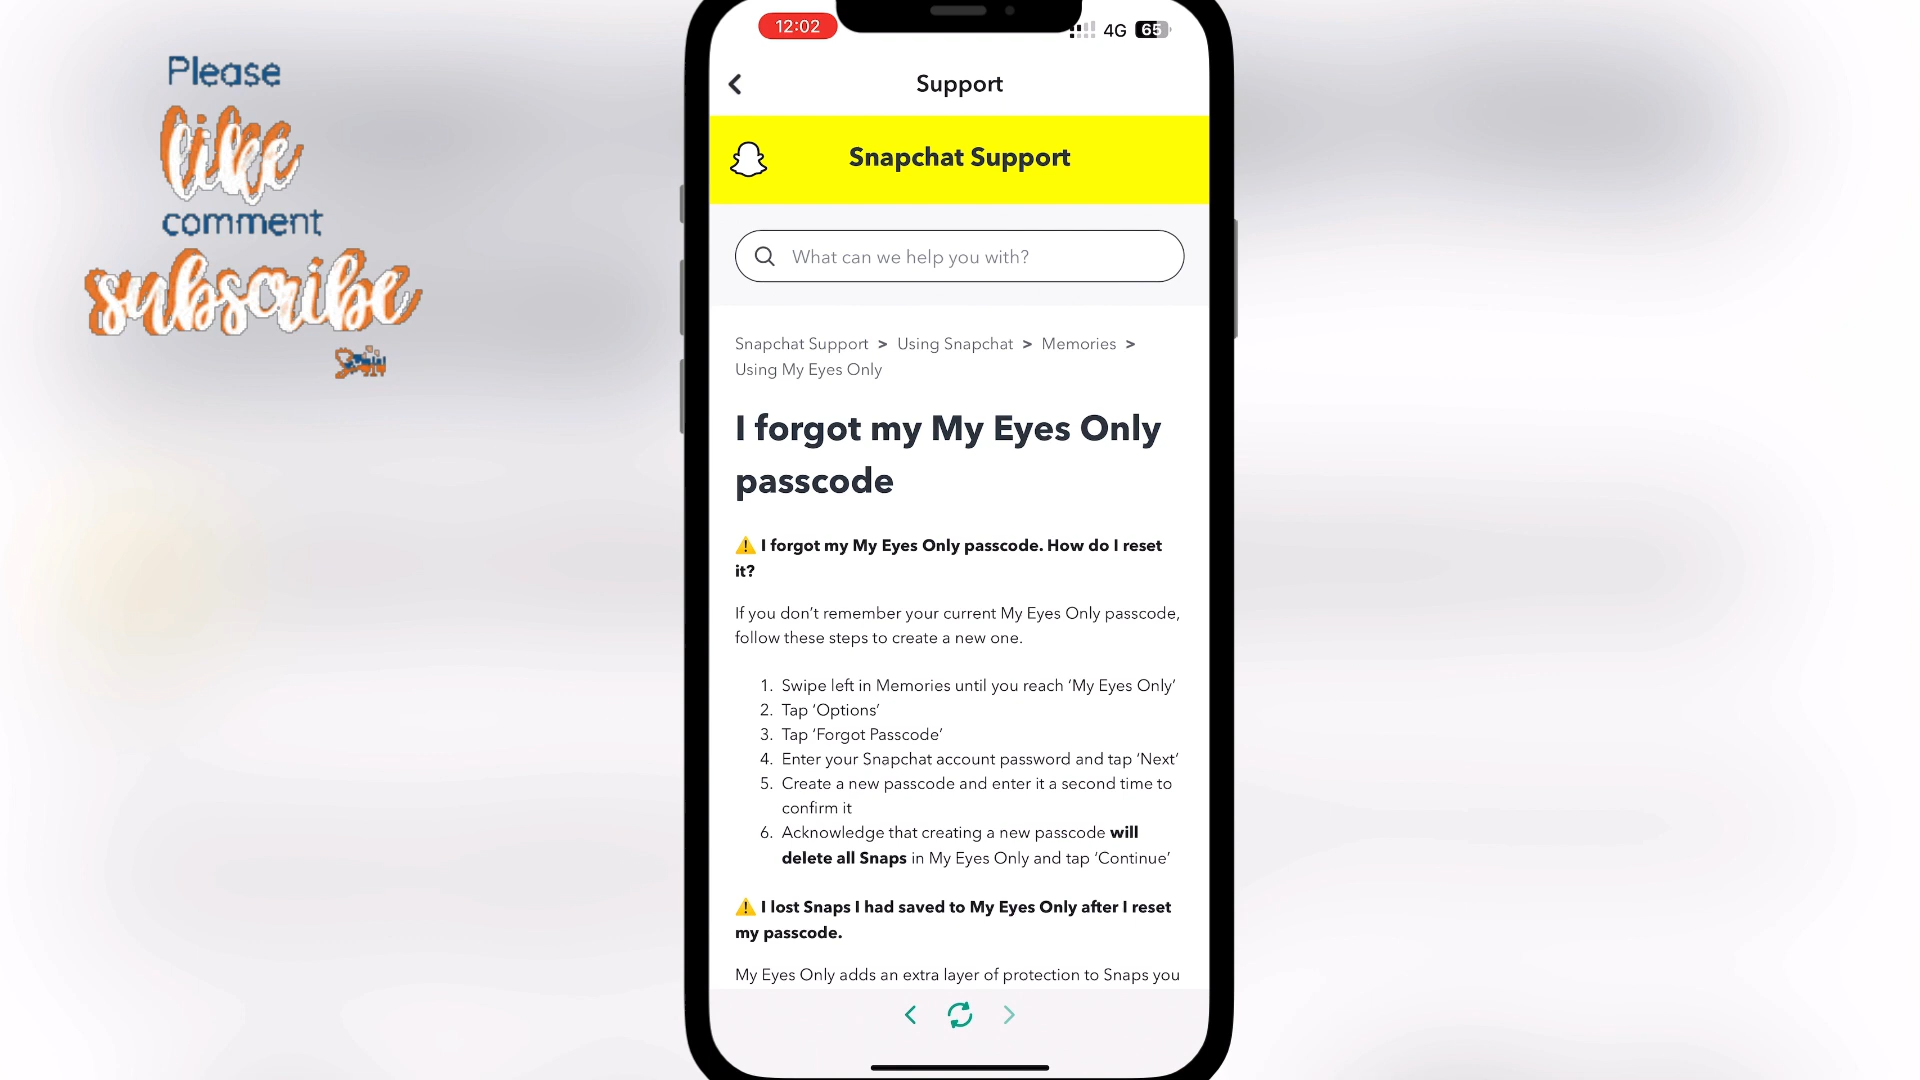 Please
like
comment
subscribe
12:02
4G
65
Support
Snapchat Support
What can we help you with?
Snapchat Support > Using Snapchat > Memories >
Using My Eyes Only
I forgot my My Eyes Only
passcode
⚠️ I forgot my My Eyes Only passcode. How do I reset
it?
If you don’t remember your current My Eyes Only passcode,
follow these steps to create a new one.
1. Swipe left in Memories until you reach ‘My Eyes Only’
2. Tap ‘Options’
3. Tap ‘Forgot Passcode’
4. Enter your Snapchat account password and tap ‘Next’
5. Create a new passcode and enter it a second time to
confirm it
6. Acknowledge that creating a new passcode will
delete all Snaps in My Eyes Only and tap ‘Continue’
⚠️ I lost Snaps I had saved to My Eyes Only after I reset
my passcode.
My Eyes Only adds an extra layer of protection to Snaps you